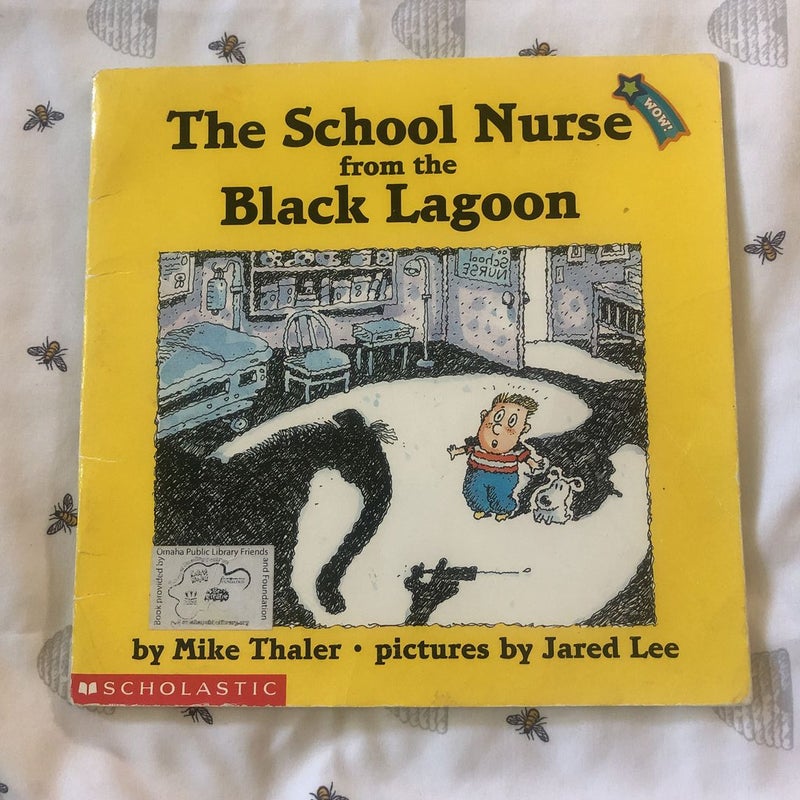 The School Nurse
WOW!
from the
Black Lagoon
School
NURSE
Omaha Public Library Friends
and Foundation
Book provided by
by Mike Thaler • pictures by Jared Lee
SCHOLASTIC